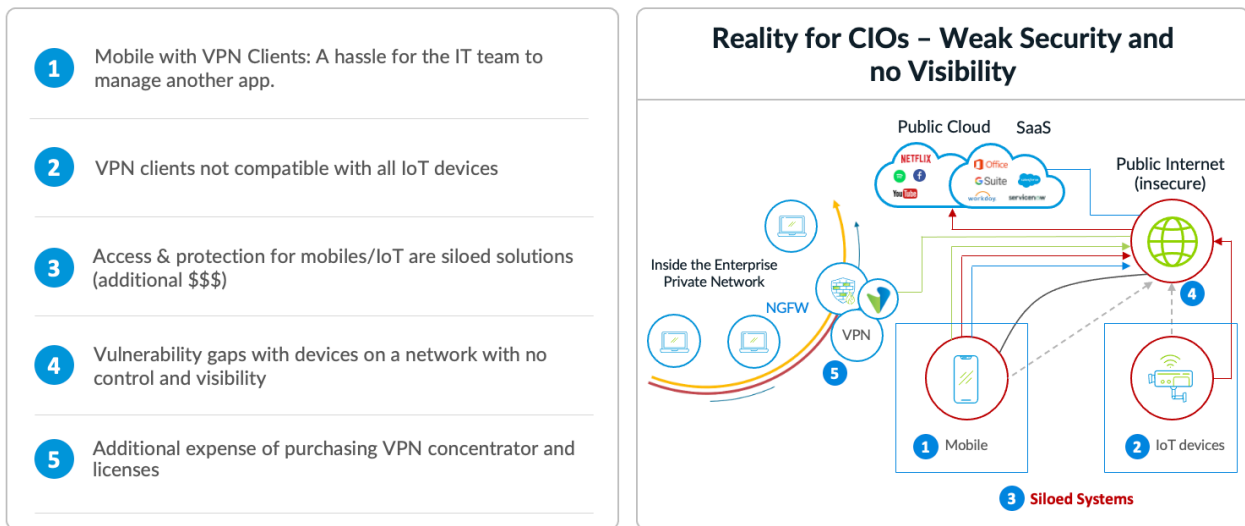 1
Mobile with VPN Clients: A hassle for the IT team to
manage another app.
2
VPN clients not compatible with all IoT devices
3
Access & protection for mobiles/IoT are siloed solutions
(additional $$$)
4
Vulnerability gaps with devices on a network with no
control and visibility
5
Additional expense of purchasing VPN concentrator and
licenses
Reality for CIOs – Weak Security and
no Visibility
Public Cloud
SaaS
NETFLIX
YouTube
Office
G Suite
salesforce
workday
servicenow
Public Internet
(insecure)
Inside the Enterprise
Private Network
NGFW
VPN
5
4
1 Mobile
2 IoT devices
3 Siloed Systems